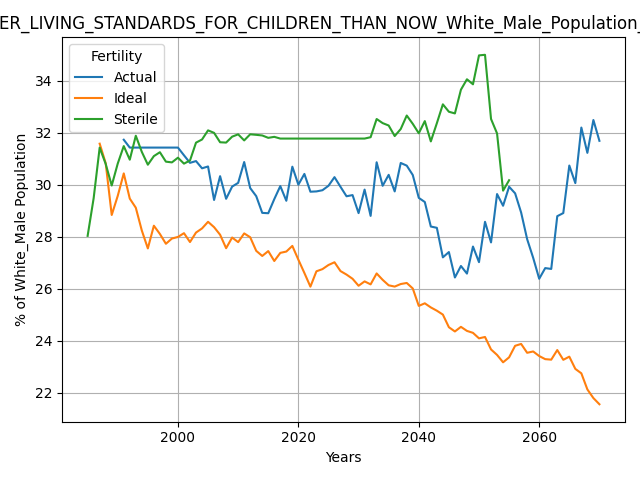 ER_LIVING_STANDARDS_FOR_CHILDREN_THAN_NOW_White_Male_Population_
Fertility
Actual
Ideal
Sterile
% of White_Male Population
34
32
30
28
26
24
22
2000
2020
2040
2060
Years